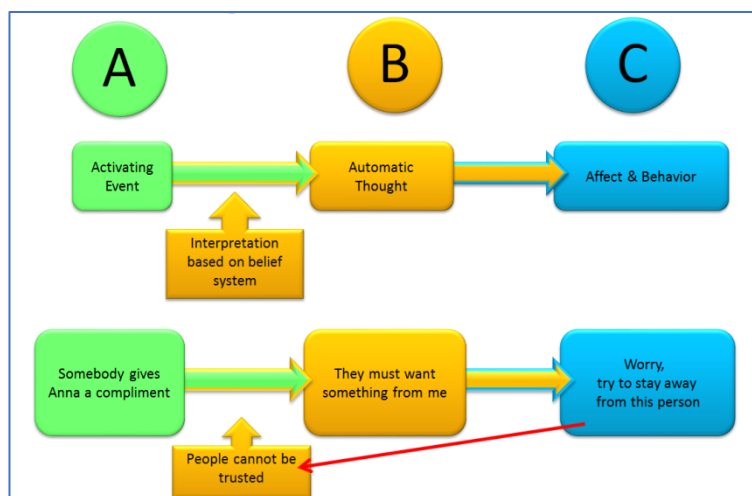 A
B
C
Activating
Event
Automatic
Thought
Affect & Behavior
Interpretation
based on belief
system
Somebody gives
Anna a compliment
They must want
something from me
Worry,
try to stay away
from this person
People cannot be
trusted